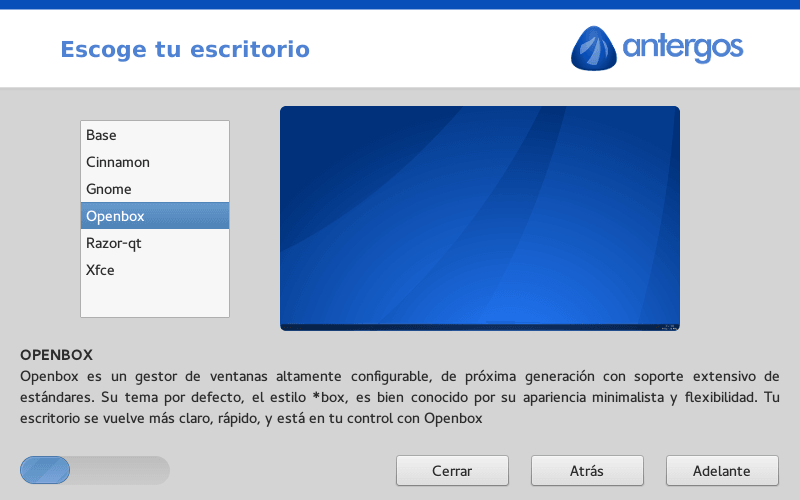 Escoge tu escritorio
antergos
Base
Cinnamon
Gnome
Openbox
Razor-qt
Xfce
OPENBOX
Openbox es un gestor de ventanas altamente configurable, de próxima generación con soporte extensivo de
estándares. Su tema por defecto, el estilo *box, es bien conocido por su apariencia minimalista y flexibilidad. Tu
escritorio se vuelve más claro, rápido, y está en tu control con Openbox
Cerrar
Atrás
Adelante